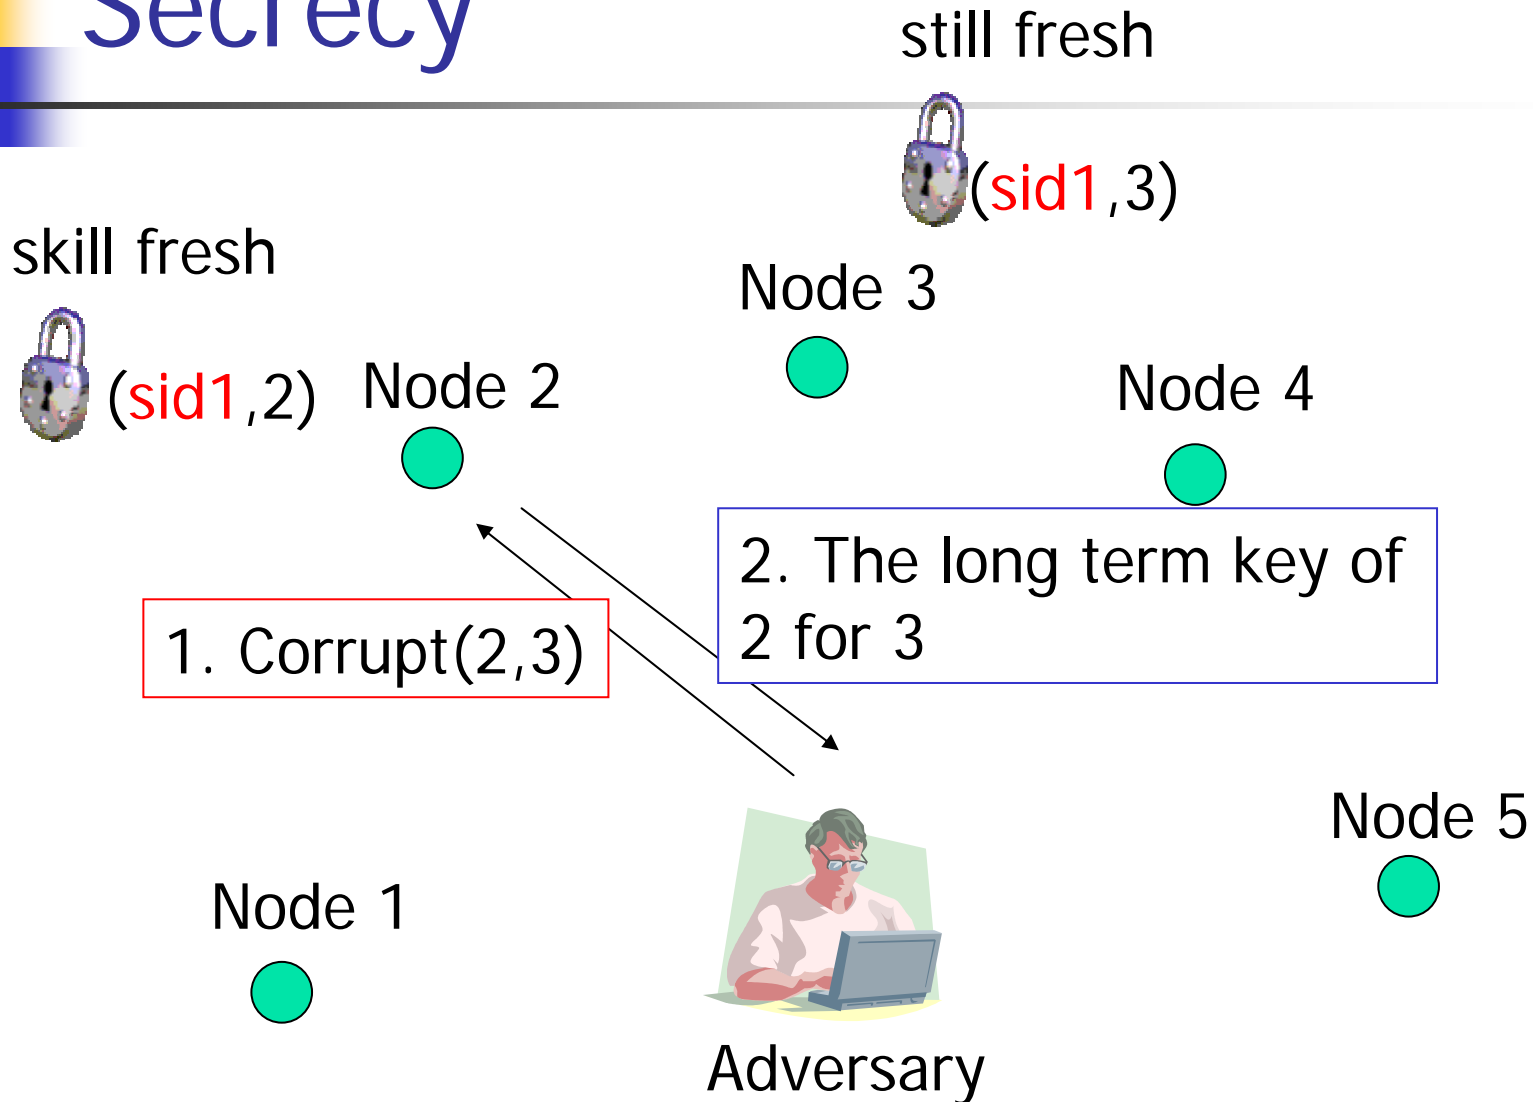 Secrecy
still fresh
(sid1,3)
skill fresh
Node 3
(sid1,2)
Node 2
Node 4
2. The long term key of
2 for 3
1. Corrupt(2,3)
Node 5
Node 1
Adversary